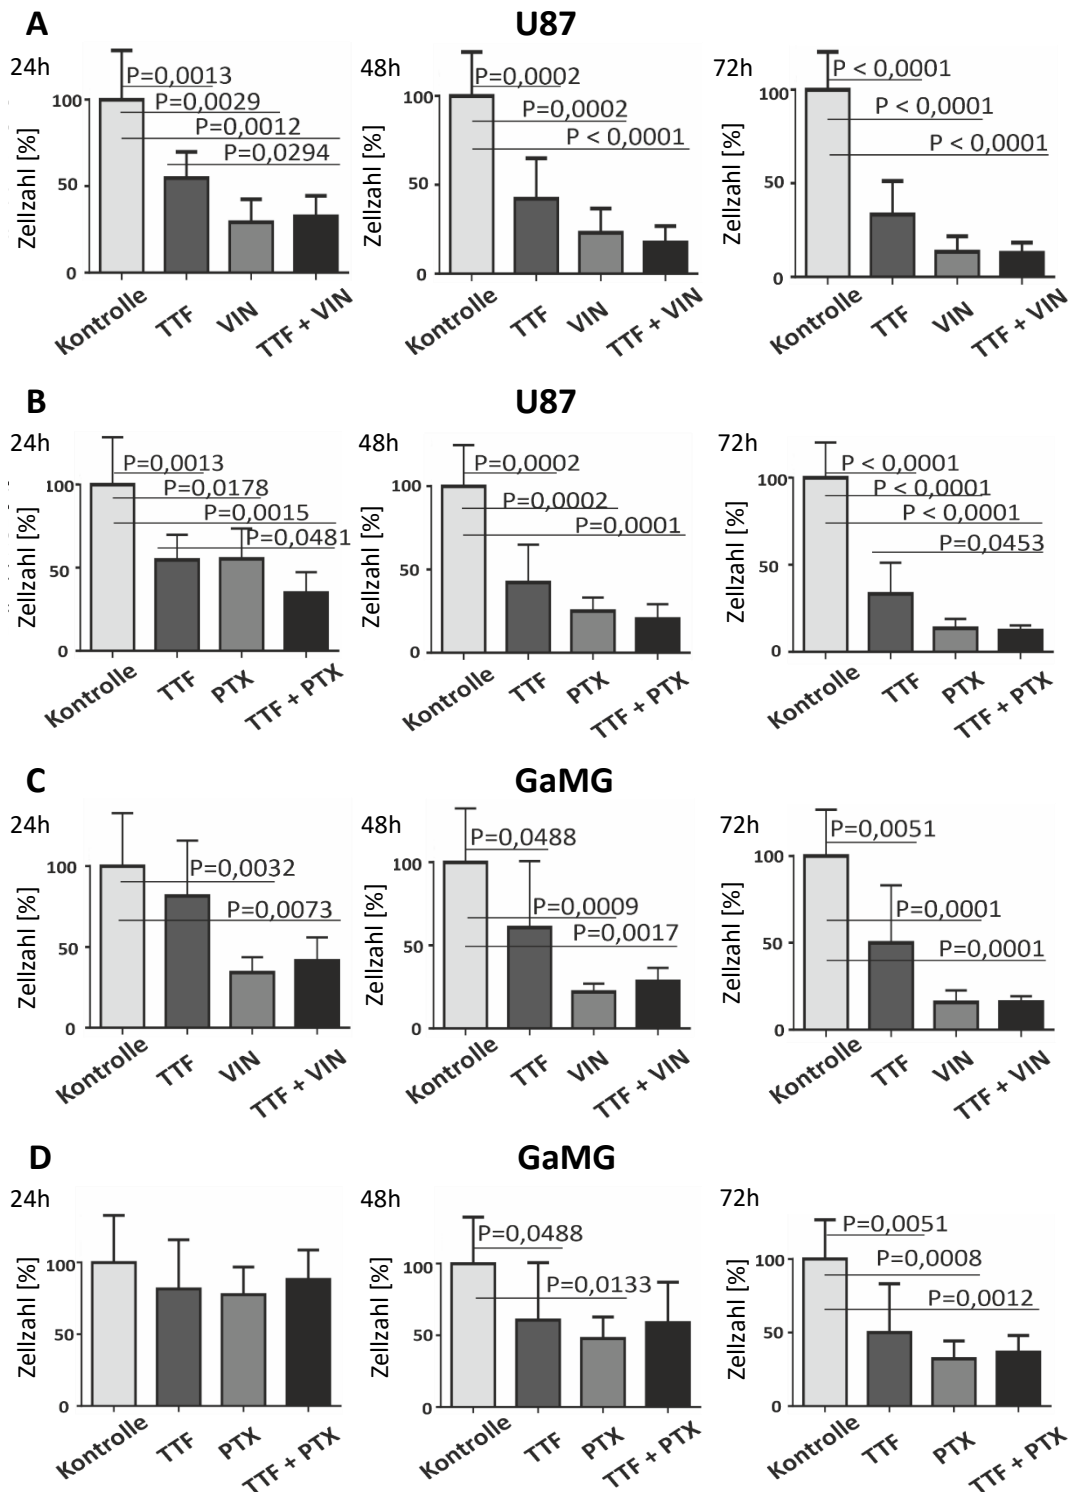 A
U87
24h
48h
72h
P=0,0013
P=0,0029
P=0,0012
P=0,0294
P=0,0002
P=0,0002
P < 0,0001
P < 0,0001
P < 0,0001
P < 0,0001
Zellzahl [%]
100
50
0
Zellzahl [%]
100
50
0
Zellzahl [%]
100
50
0
Kontrolle TTF VIN TTF + VIN
Kontrolle TTF VIN TTF + VIN
Kontrolle TTF VIN TTF + VIN
B
U87
24h
48h
72h
P=0,0013
P=0,0178
P=0,0015
P=0,0481
P=0,0002
P=0,0002
P=0,0001
P < 0,0001
P < 0,0001
P < 0,0001
P=0,0453
Zellzahl [%]
100
50
0
Zellzahl [%]
100
50
0
Zellzahl [%]
100
50
0
Kontrolle TTF PTX TTF + PTX
Kontrolle TTF PTX TTF + PTX
Kontrolle TTF PTX TTF + PTX
C
GaMG
24h
48h
72h
P=0,0032
P=0,0073
P=0,0488
P=0,0009
P=0,0017
P=0,0051
P=0,0001
P=0,0001
Zellzahl [%]
100
50
0
Zellzahl [%]
100
50
0
Zellzahl [%]
100
50
0
Kontrolle TTF VIN TTF + VIN
Kontrolle TTF VIN TTF + VIN
Kontrolle TTF VIN TTF + VIN
D
GaMG
24h
48h
72h
P=0,0488
P=0,0133
P=0,0051
P=0,0008
P=0,0012
Zellzahl [%]
100
50
0
Zellzahl [%]
100
50
0
Zellzahl [%]
100
50
0
Kontrolle TTF PTX TTF + PTX
Kontrolle TTF PTX TTF + PTX
Kontrolle TTF PTX TTF + PTX